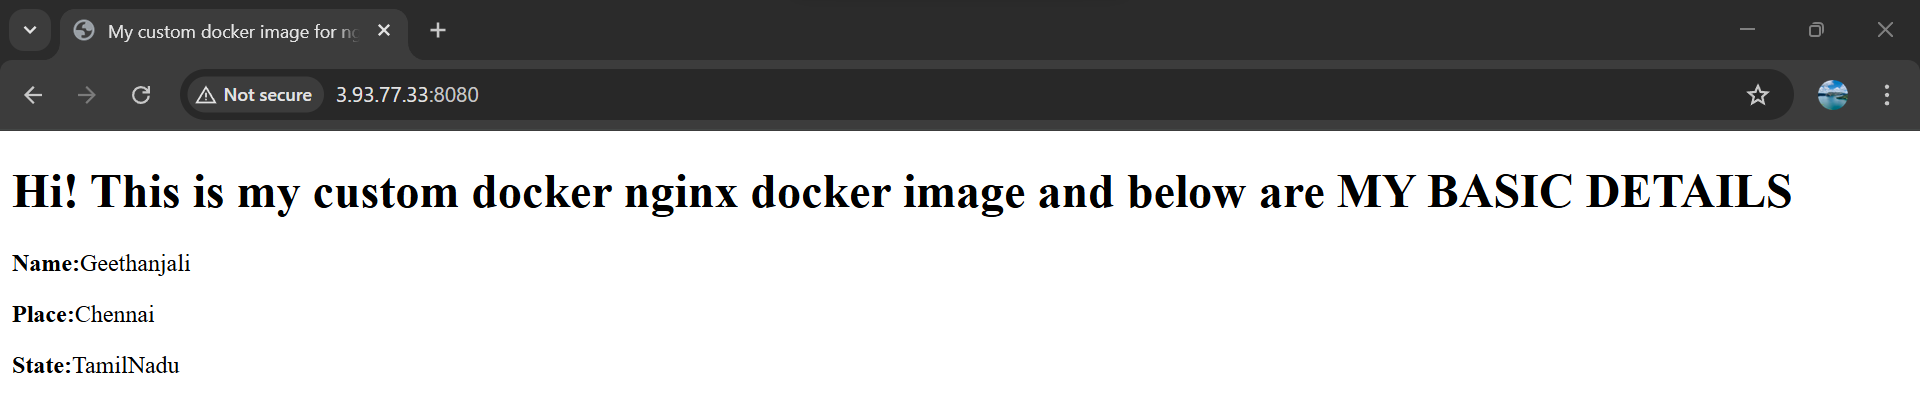 My custom docker image for ng
Not secure
3.93.77.33:8080
Hi! This is my custom docker nginx docker image and below are MY BASIC DETAILS
Name:Geethanjali
Place:Chennai
State:TamilNadu